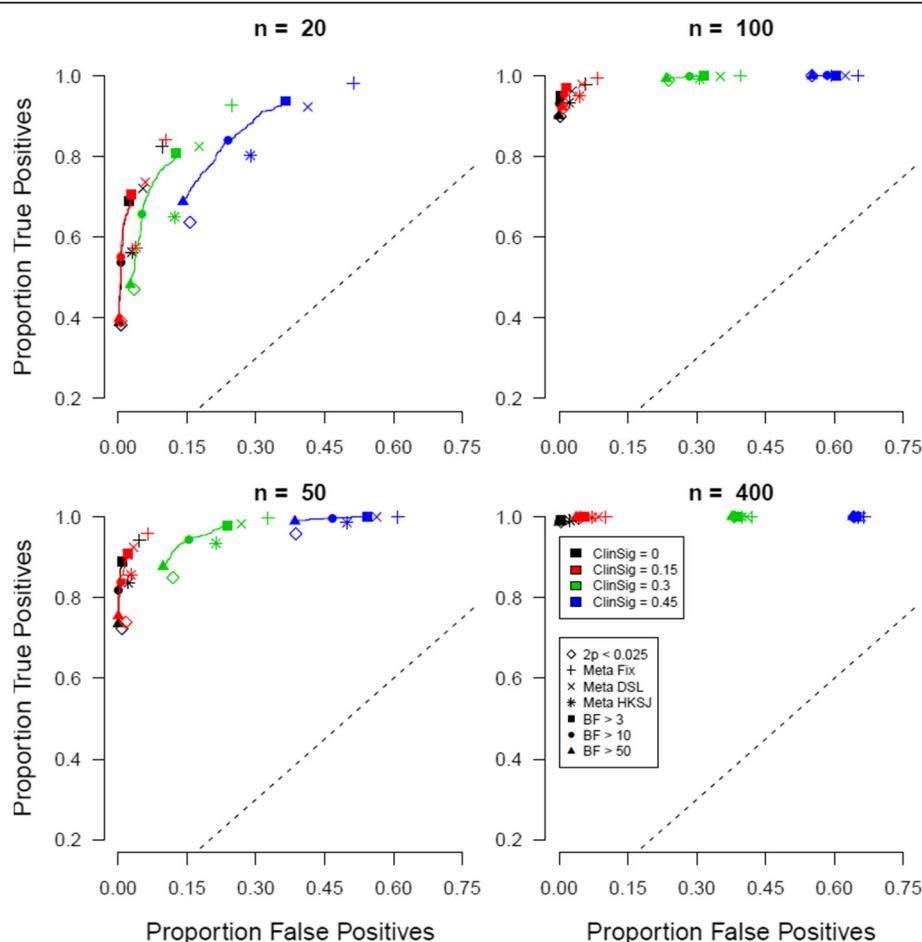 n = 20
n = 100
Proportion True Positives
1.0
0.8
0.6
0.4
0.2
0.00 0.15 0.30 0.45 0.60 0.75
1.0
0.8
0.6
0.4
0.2
0.00 0.15 0.30 0.45 0.60 0.75
n = 50
n = 400
Proportion True Positives
1.0
0.8
0.6
0.4
0.2
0.00 0.15 0.30 0.45 0.60 0.75
Proportion False Positives
1.0
0.8
0.6
0.4
0.2
ClinSig = 0
ClinSig = 0.15
ClinSig = 0.3
ClinSig = 0.45
2p < 0.025
Meta Fix
Meta DSL
Meta HKSJ
BF > 3
BF > 10
BF > 50
0.00 0.15 0.30 0.45 0.60 0.75
Proportion False Positives